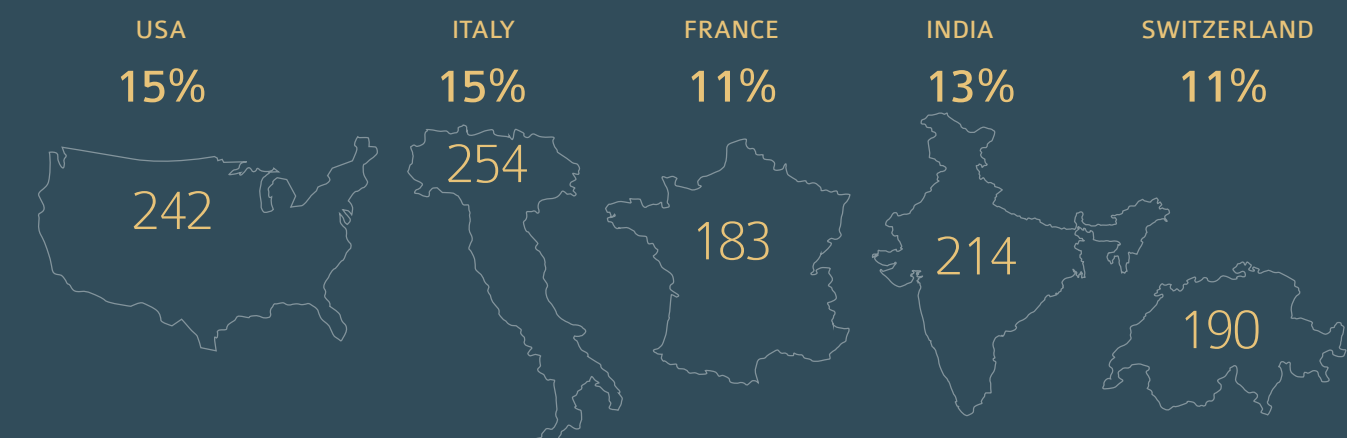 USA ITALY FRANCE INDIA SWITZERLAND
15% 15% 11% 13% 11%
242 254 183 214 190